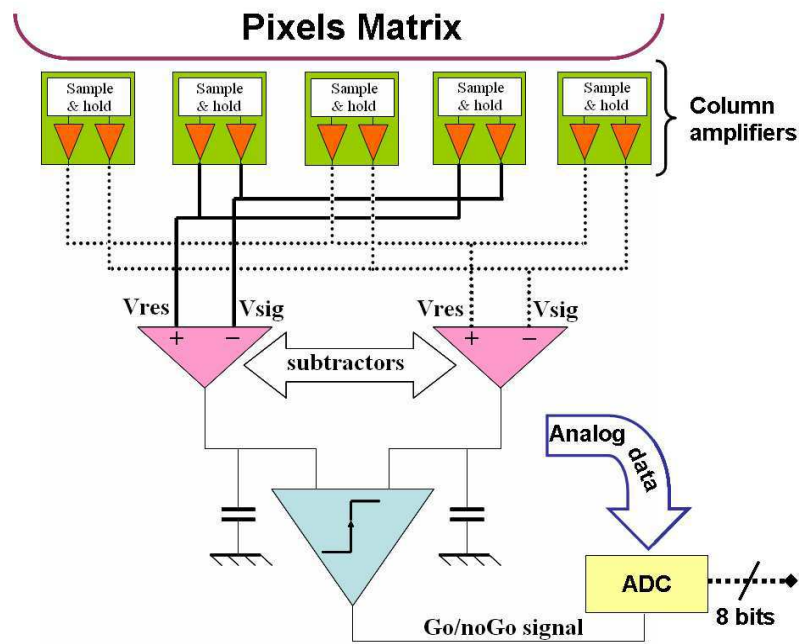 Pixels Matrix
Sample
& hold
Sample
& hold
Sample
& hold
Sample
& hold
Sample
& hold
Column
amplifiers
Vres
Vsig
Vres
Vsig
+
−
+
−
subtractors
Analog
data
ADC
8 bits
Go/noGo signal